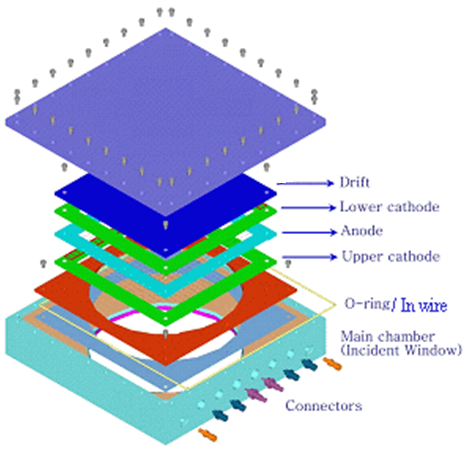 Drift
Lower cathode
Anode
Upper cathode
O-ring/ In wire
Main chamber
(Incident Window)
Connectors